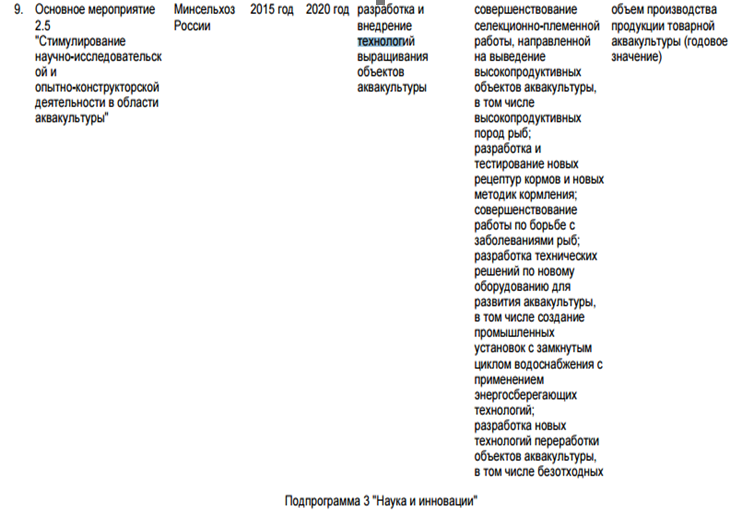 9. Основное мероприятие
2.5
"Стимулирование
научно-исследовательск
ой и
опытно-конструкторской
деятельности в области
аквакультуры"
Минсельхоз
России
2015 год
2020 год
разработка и
внедрение
технологий
выращивания
объектов
аквакультуры
совершенствование
селекционно-племенной
работы, направленной
на выведение
высокопродуктивных
объектов аквакультуры,
в том числе
высокопродуктивных
пород рыб;
разработка и
тестирование новых
рецептур кормов и новых
методик кормления;
совершенствование
работы по борьбе с
заболеваниями рыб;
разработка технических
решений по новому
оборудованию для
развития аквакультуры,
в том числе создание
промышленных
установок с замкнутым
циклом водоснабжения с
применением
энергосберегающих
технологий;
разработка новых
технологий переработки
объектов аквакультуры,
в том числе безотходных
объем производства
продукции товарной
аквакультуры (годовое
значение)
Подпрограмма 3 "Наука и инновации"